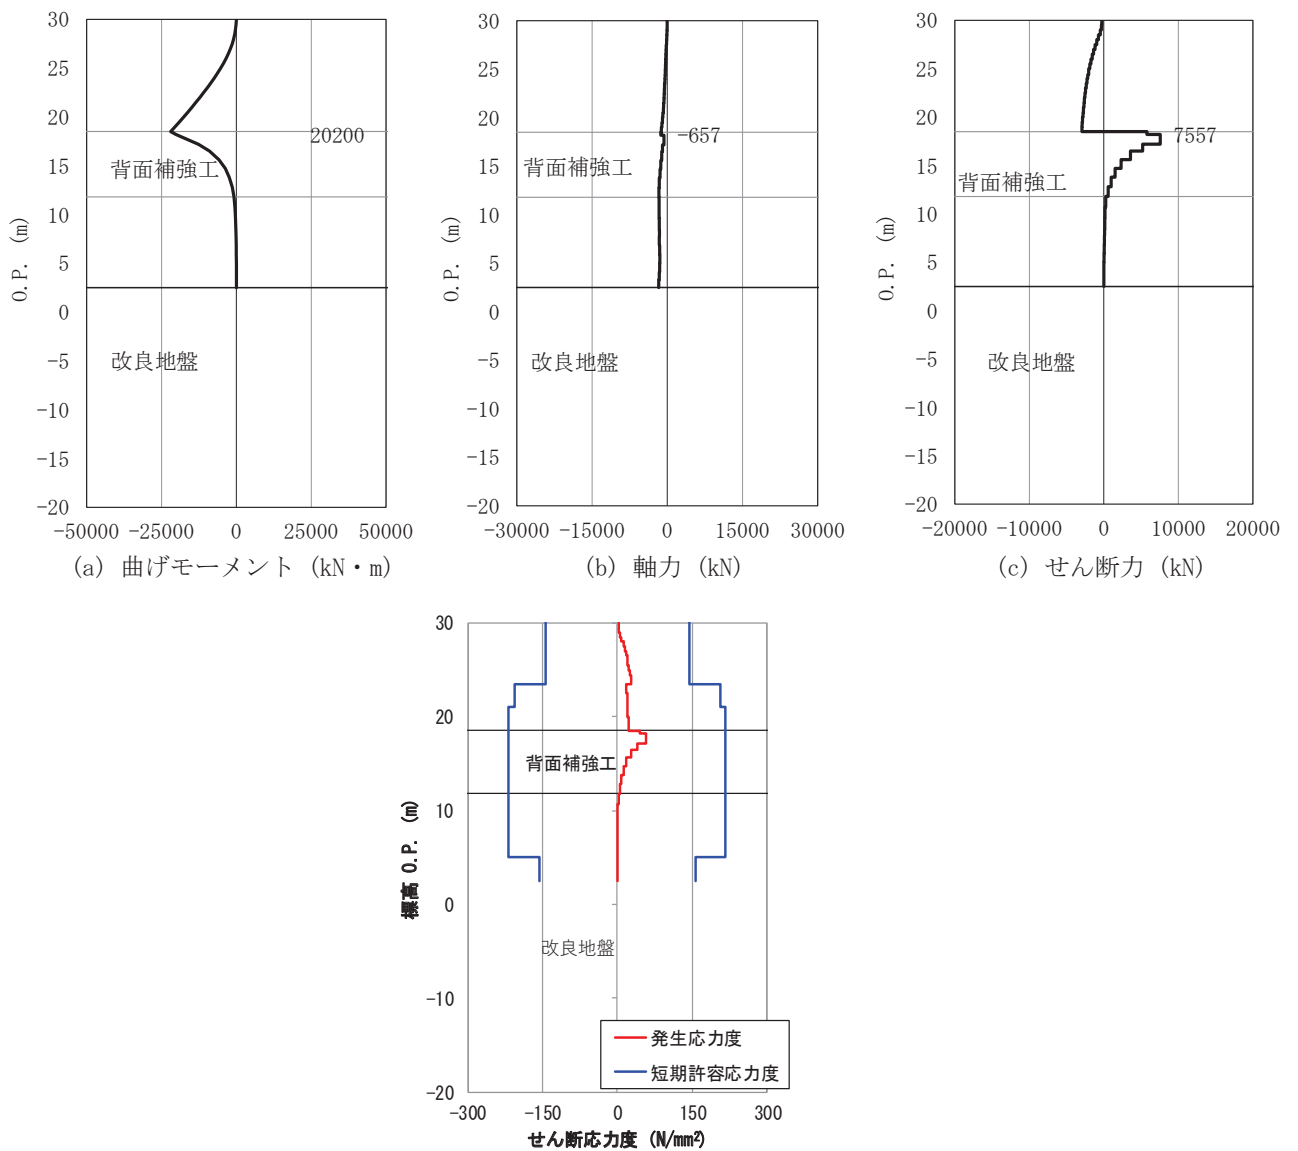 30
25
20
15
10
5
0
-5
-10
-15
-20
O.P. (m)
20200
背面補強工
改良地盤
-50000 -25000 0 25000 50000
(a) 曲げモーメント (kN・m)
30
25
20
15
10
5
0
-5
-10
-15
-20
O.P. (m)
-657
背面補強工
改良地盤
-30000 -15000 0 15000 30000
(b) 軸力 (kN)
30
25
20
15
10
5
0
-5
-10
-15
-20
O.P. (m)
7557
背面補強工
改良地盤
-20000 -10000 0 10000 20000
(c) せん断力 (kN)
30
20
10
0
-10
-20
標高 O.P. (m)
背面補強工
改良地盤
発生応力度
短期許容応力度
-300 -150 0 150 300
せん断応力度 (N/mm²)